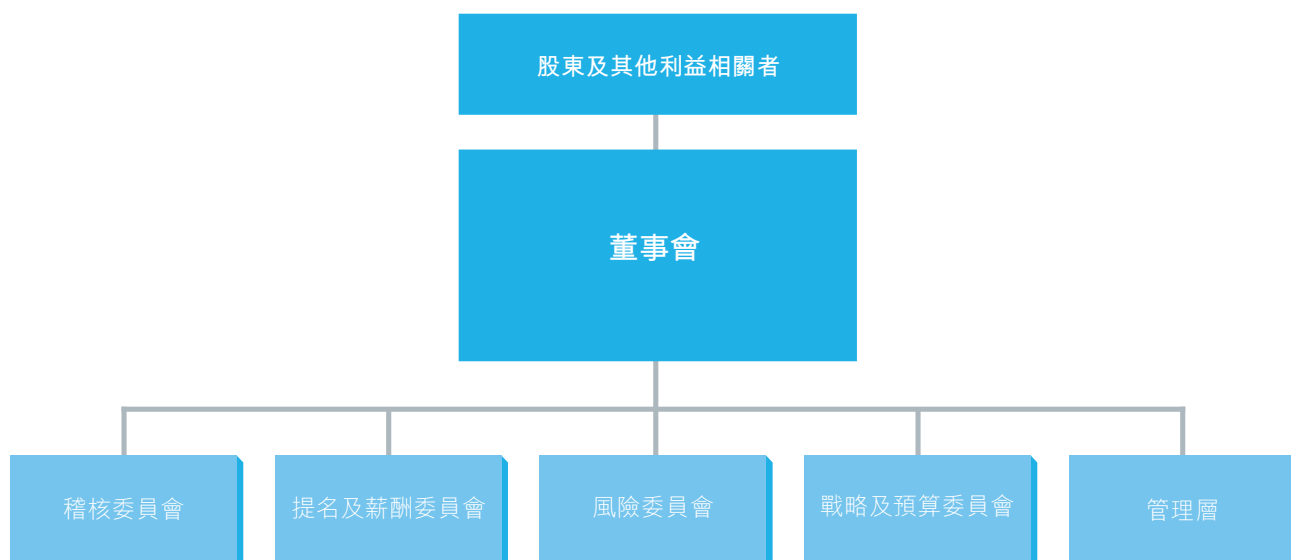 股東及其他利益相關者
董事會
稽核委員會
提名及薪酬委員會
風險委員會
戰略及預算委員會
管理層